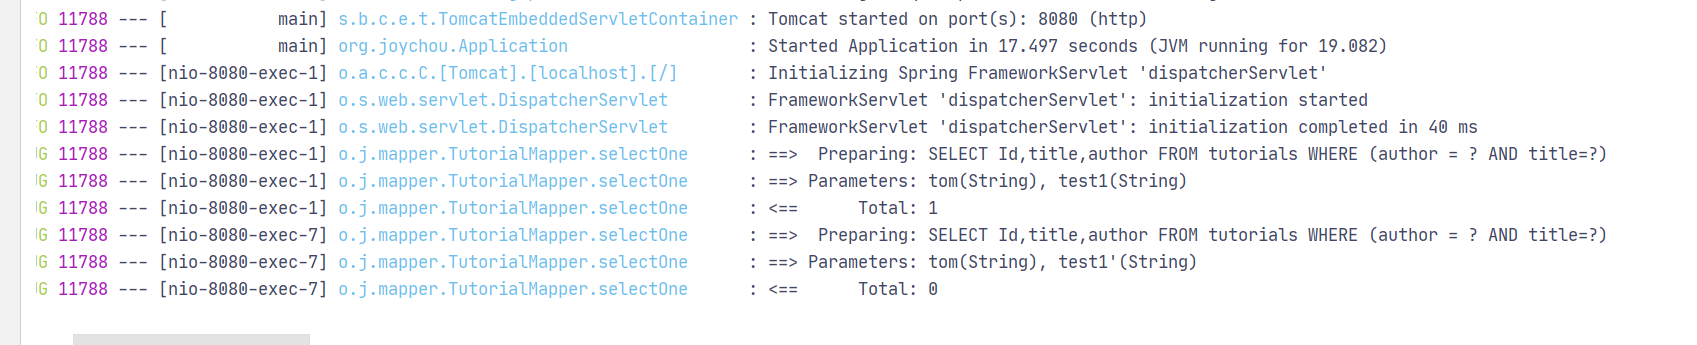 O 11788 --- [           main] s.b.c.e.t.TomcatEmbeddedServletContainer : Tomcat started on port(s): 8080 (http)
O 11788 --- [           main] org.joychou.Application                  : Started Application in 17.497 seconds (JVM running for 19.082)
O 11788 --- [nio-8080-exec-1] o.a.c.c.C.[Tomcat].[localhost].[/]       : Initializing Spring FrameworkServlet 'dispatcherServlet'
O 11788 --- [nio-8080-exec-1] o.s.web.servlet.DispatcherServlet        : FrameworkServlet 'dispatcherServlet': initialization started
O 11788 --- [nio-8080-exec-1] o.s.web.servlet.DispatcherServlet        : FrameworkServlet 'dispatcherServlet': initialization completed in 40 ms
G 11788 --- [nio-8080-exec-1] o.j.mapper.TutorialMapper.selectOne      : ==>  Preparing: SELECT Id,title,author FROM tutorials WHERE (author = ? AND title=?)
G 11788 --- [nio-8080-exec-1] o.j.mapper.TutorialMapper.selectOne      : ==> Parameters: tom(String), test1(String)
G 11788 --- [nio-8080-exec-1] o.j.mapper.TutorialMapper.selectOne      : <==      Total: 1
G 11788 --- [nio-8080-exec-7] o.j.mapper.TutorialMapper.selectOne      : ==>  Preparing: SELECT Id,title,author FROM tutorials WHERE (author = ? AND title=?)
G 11788 --- [nio-8080-exec-7] o.j.mapper.TutorialMapper.selectOne      : ==> Parameters: tom(String), test1'(String)
G 11788 --- [nio-8080-exec-7] o.j.mapper.TutorialMapper.selectOne      : <==      Total: 0